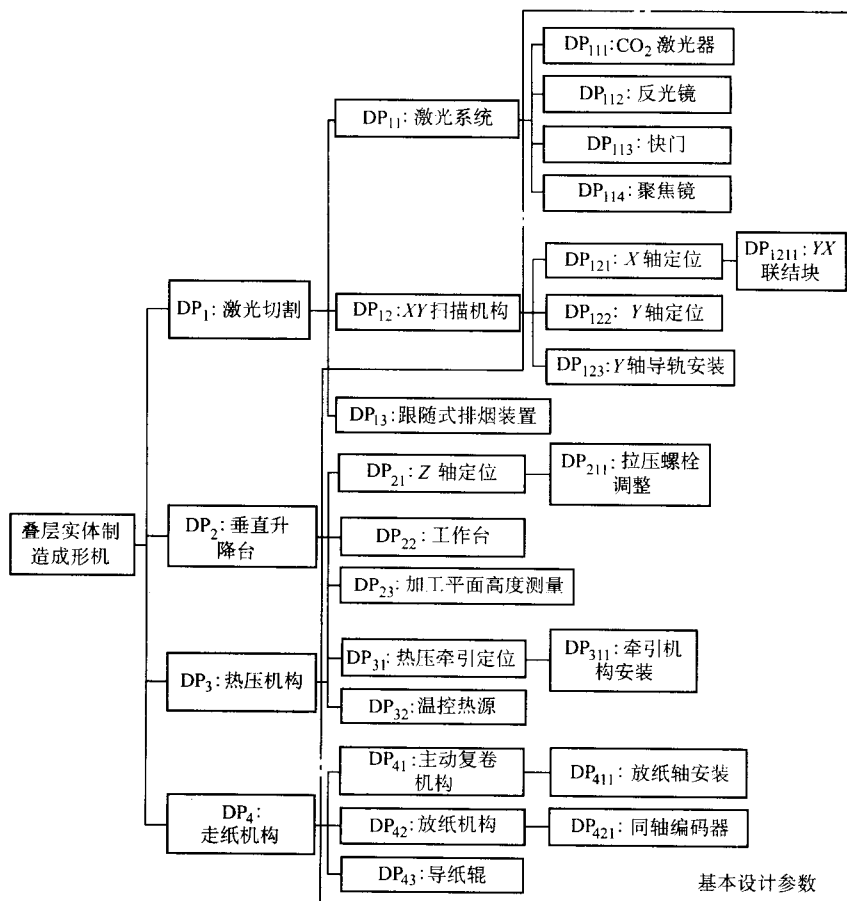 DP₁₁₁:CO₂ 激光器
DP₁₁₂: 反光镜
DP₁₁₃: 快门
DP₁₁₄: 聚焦镜
DP₁₁: 激光系统
DP₁₂₁: X 轴定位
DP₁₂₁₁: YX
联结块
DP₁: 激光切割
DP₁₂:XY扫描机构
DP₁₂₂: Y 轴定位
DP₁₂₃:Y轴导轨安装
DP₁₃: 跟随式排烟装置
DP₂₁: Z 轴定位
DP₂₁₁: 拉压螺栓
调整
叠层实体制
造成形机
DP₂: 垂直升
降台
DP₂₂: 工作台
DP₂₃: 加工平面高度测量
DP₃: 热压机构
DP₃₁: 热压牵引定位
DP₃₁₁: 牵引机
构安装
DP₃₂: 温控热源
DP₄₁: 主动复卷
机构
DP₄₁₁: 放纸轴安装
DP₄:
走纸机构
DP₄₂: 放纸机构
DP₄₂₁: 同轴编码器
DP₄₃: 导纸辊
基本设计参数